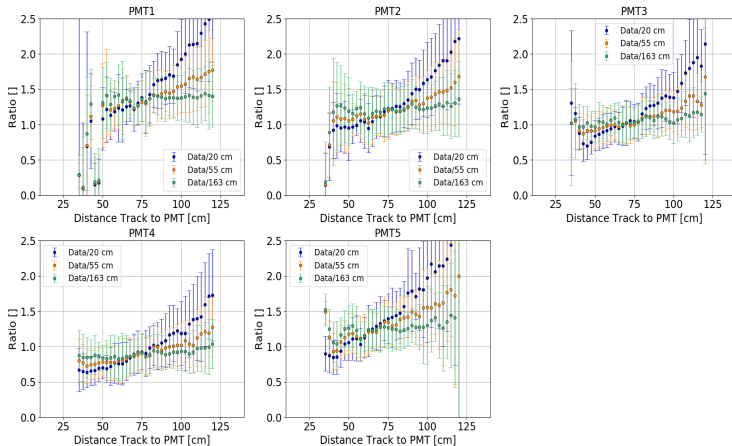 PMT1
2.5
2.0
1.5
1.0
0.5
0.0
Ratio []
Data/20 cm
Data/55 cm
Data/163 cm
25 50 75 100 125
Distance Track to PMT [cm]
PMT2
2.5
2.0
1.5
1.0
0.5
0.0
Ratio []
Data/20 cm
Data/55 cm
Data/163 cm
25 50 75 100 125
Distance Track to PMT [cm]
PMT3
2.5
2.0
1.5
1.0
0.5
0.0
Ratio []
Data/20 cm
Data/55 cm
Data/163 cm
25 50 75 100 125
Distance Track to PMT [cm]
PMT4
2.5
2.0
1.5
1.0
0.5
0.0
Ratio []
Data/20 cm
Data/55 cm
Data/163 cm
25 50 75 100 125
Distance Track to PMT [cm]
PMT5
2.5
2.0
1.5
1.0
0.5
0.0
Ratio []
Data/20 cm
Data/55 cm
Data/163 cm
25 50 75 100 125
Distance Track to PMT [cm]